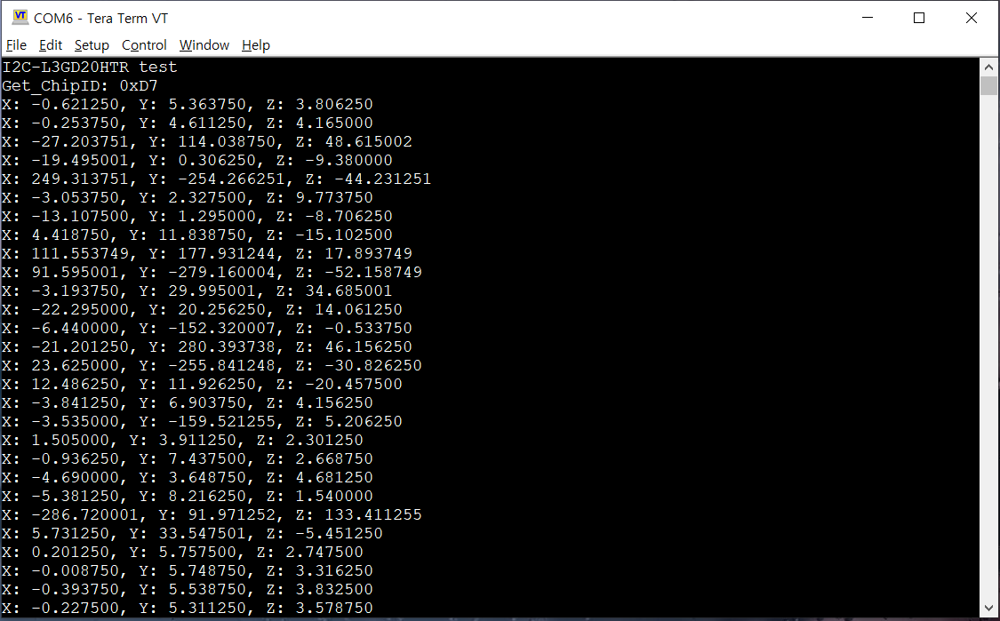 COM6 - Tera Term VT
File Edit Setup Control Window Help
I2C-L3GD20HTR test
Get_ChipID: 0xD7
X: -0.621250, Y: 5.363750, Z: 3.806250
X: -0.253750, Y: 4.611250, Z: 4.165000
X: -27.203751, Y: 114.038750, Z: 48.615002
X: -19.495001, Y: 0.306250, Z: -9.380000
X: 249.313751, Y: -254.266251, Z: -44.231251
X: -3.053750, Y: 2.327500, Z: 9.773750
X: -13.107500, Y: 1.295000, Z: -8.706250
X: 4.418750, Y: 11.838750, Z: -15.102500
X: 111.553749, Y: 177.931244, Z: 17.893749
X: 91.595001, Y: -279.160004, Z: -52.158749
X: -3.193750, Y: 29.995001, Z: 34.685001
X: -22.295000, Y: 20.256250, Z: 14.061250
X: -6.440000, Y: -152.320007, Z: -0.533750
X: -21.201250, Y: 280.393738, Z: 46.156250
X: 23.625000, Y: -255.841248, Z: -30.826250
X: 12.486250, Y: 11.926250, Z: -20.457500
X: -3.841250, Y: 6.903750, Z: 4.156250
X: -3.535000, Y: -159.521255, Z: 5.206250
X: 1.505000, Y: 3.911250, Z: 2.301250
X: -0.936250, Y: 7.437500, Z: 2.668750
X: -4.690000, Y: 3.648750, Z: 4.681250
X: -5.381250, Y: 8.216250, Z: 1.540000
X: -286.720001, Y: 91.971252, Z: 133.411255
X: 5.731250, Y: 33.547501, Z: -5.451250
X: 0.201250, Y: 5.757500, Z: 2.747500
X: -0.008750, Y: 5.748750, Z: 3.316250
X: -0.393750, Y: 5.538750, Z: 3.832500
X: -0.227500, Y: 5.311250, Z: 3.578750